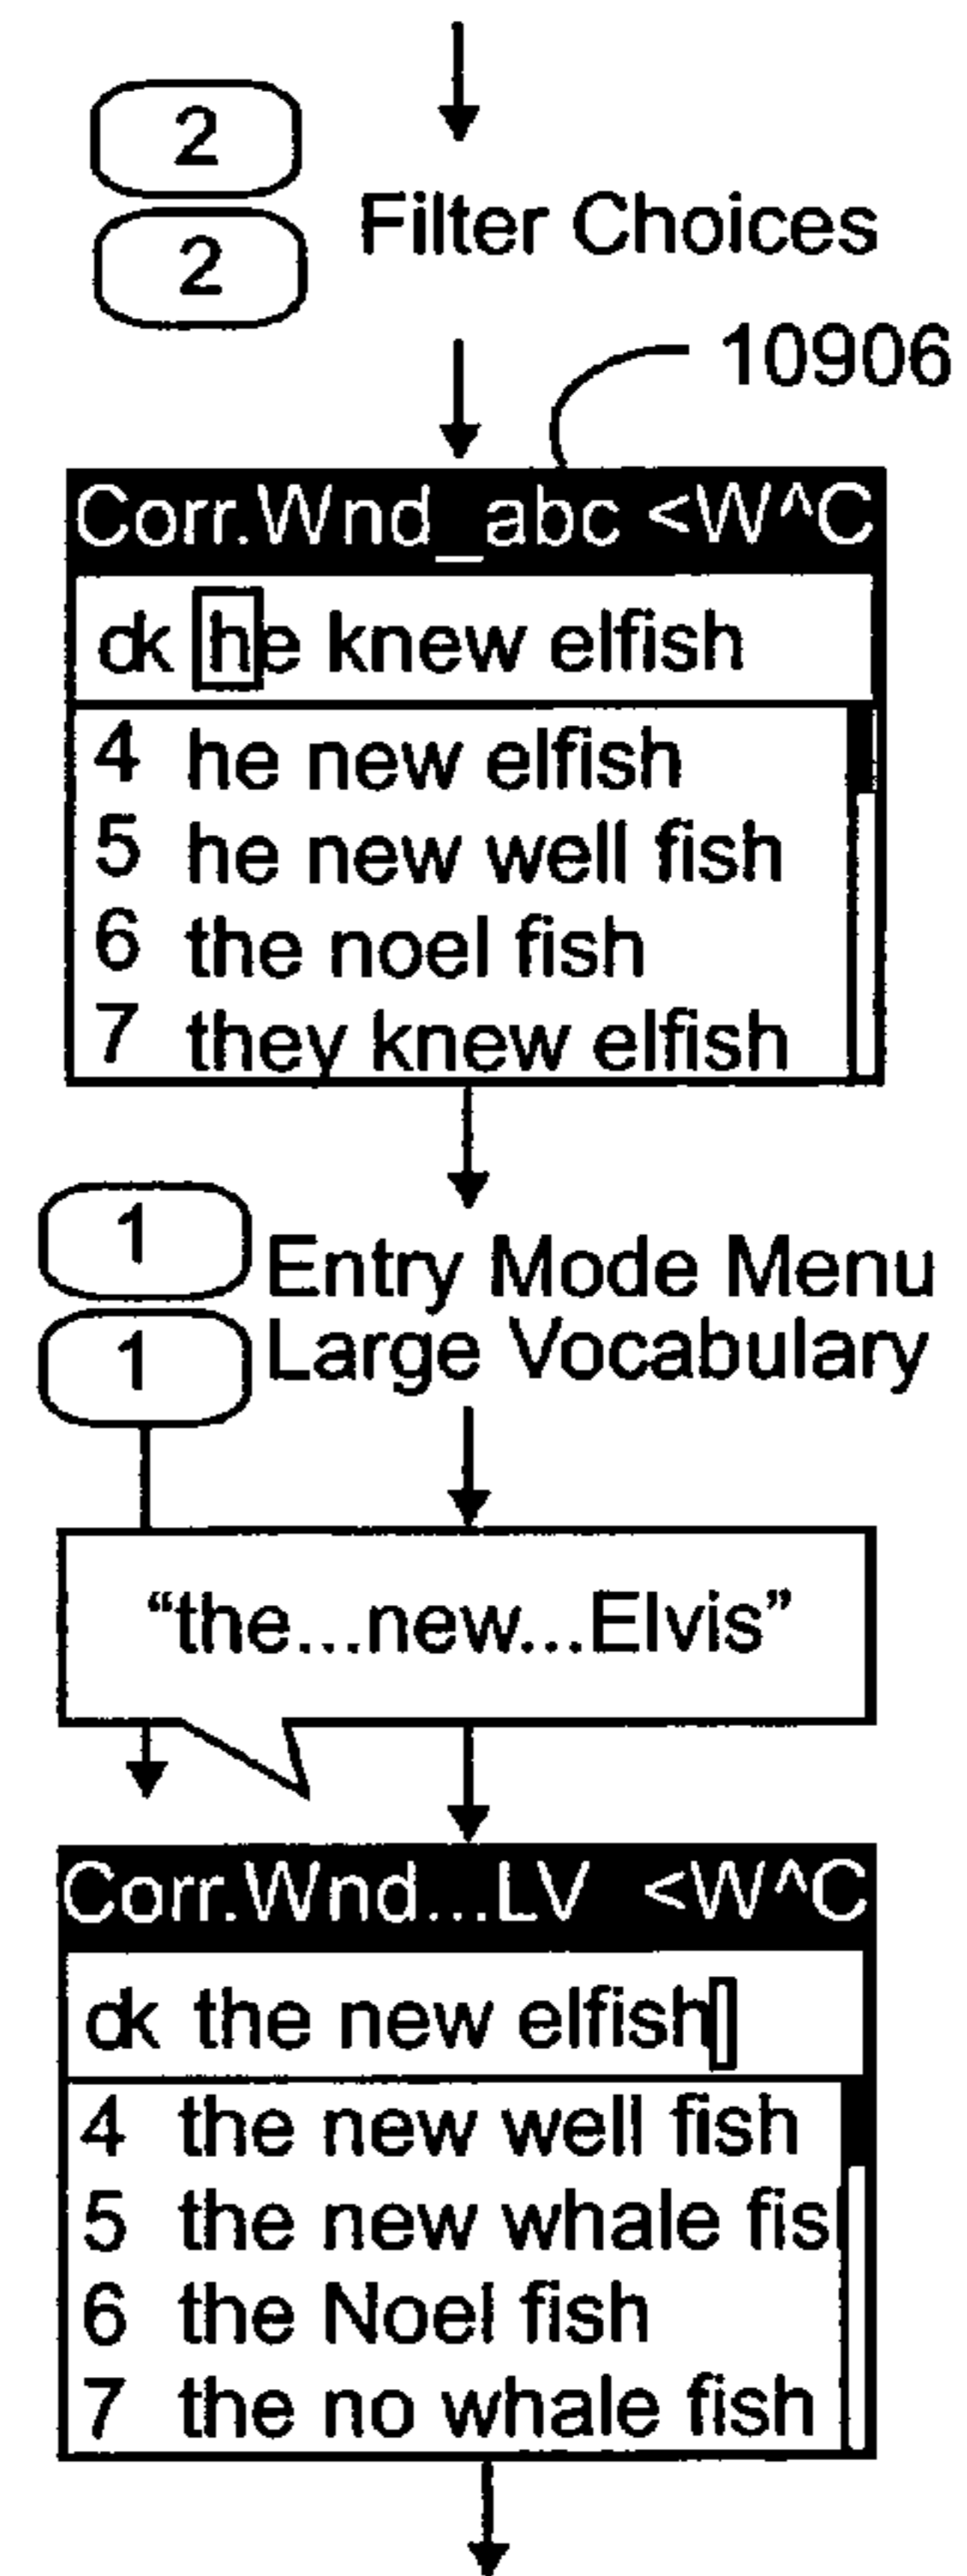 2
2
Filter Choices
10906
Corr.Wnd_abc <W^C
ok he knew elfish
4 he new elfish
5 he new well fish
6 the noel fish
7 they knew elfish
1
Entry Mode Menu
1
Large Vocabulary
“the...new...Elvis”
Corr.Wnd...LV <W^C
ok the new elfish
4 the new well fish
5 the new whale fis
6 the Noel fish
7 the no whale fish